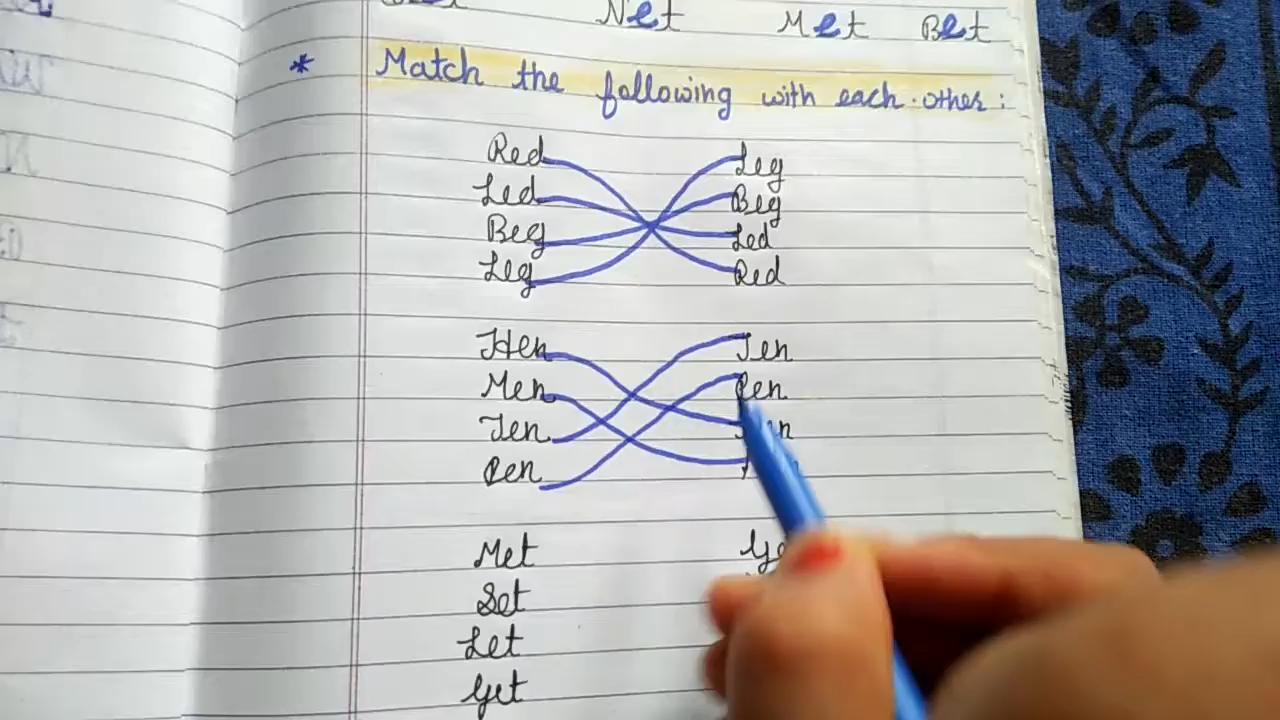 Net Met Bet
* Match the following with each other:
Red Leg
Led Beg
Beg Led
Leg Red
Hen Ten
Men Pen
Ten
Pen
Met
Set
Let
Get